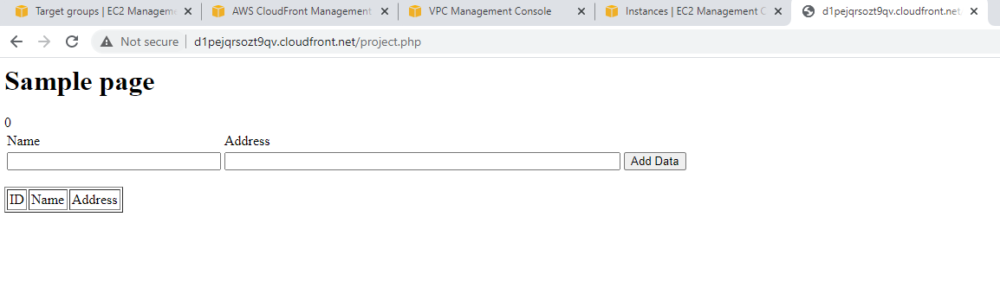 Target groups | EC2 Manageme
AWS CloudFront Management
VPC Management Console
Instances | EC2 Management C
d1pejqrsozt9qv.cloudfront.net
Not secure d1pejqrsozt9qv.cloudfront.net/project.php
Sample page
0
Name Address
Add Data
ID Name Address